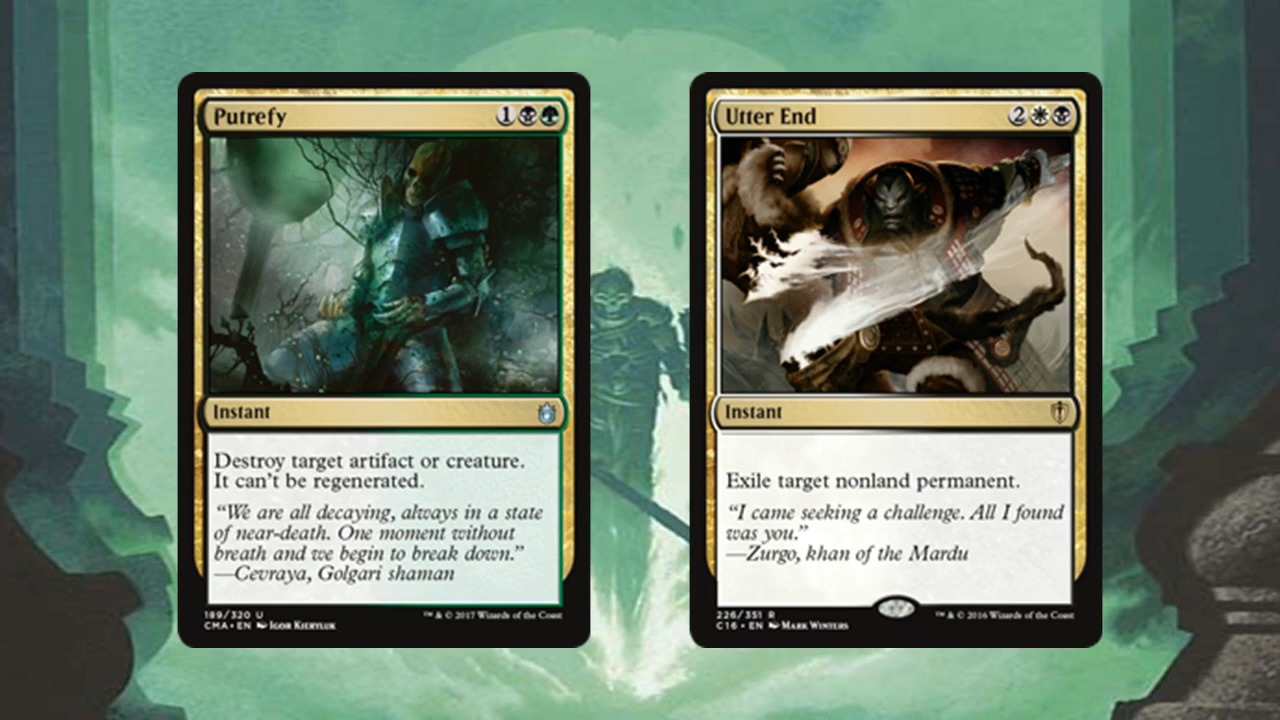 Putrefy 1
Instant
Destroy target artifact or creature.
It can't be regenerated.
“We are all decaying, always in a state
of near-death. One moment without
breath and we begin to break down.”
—Cevraya, Golgari shaman
189/320 U
CMA • EN Igor Kieryluk
™ & © 2017 Wizards of the Coast
Utter End 2
Instant
Exile target nonland permanent.
“I came seeking a challenge. All I found
was you.”
—Zurgo, khan of the Mardu
226/351 R
C16 • EN Mark Winters
™ & © 2016 Wizards of the Coast